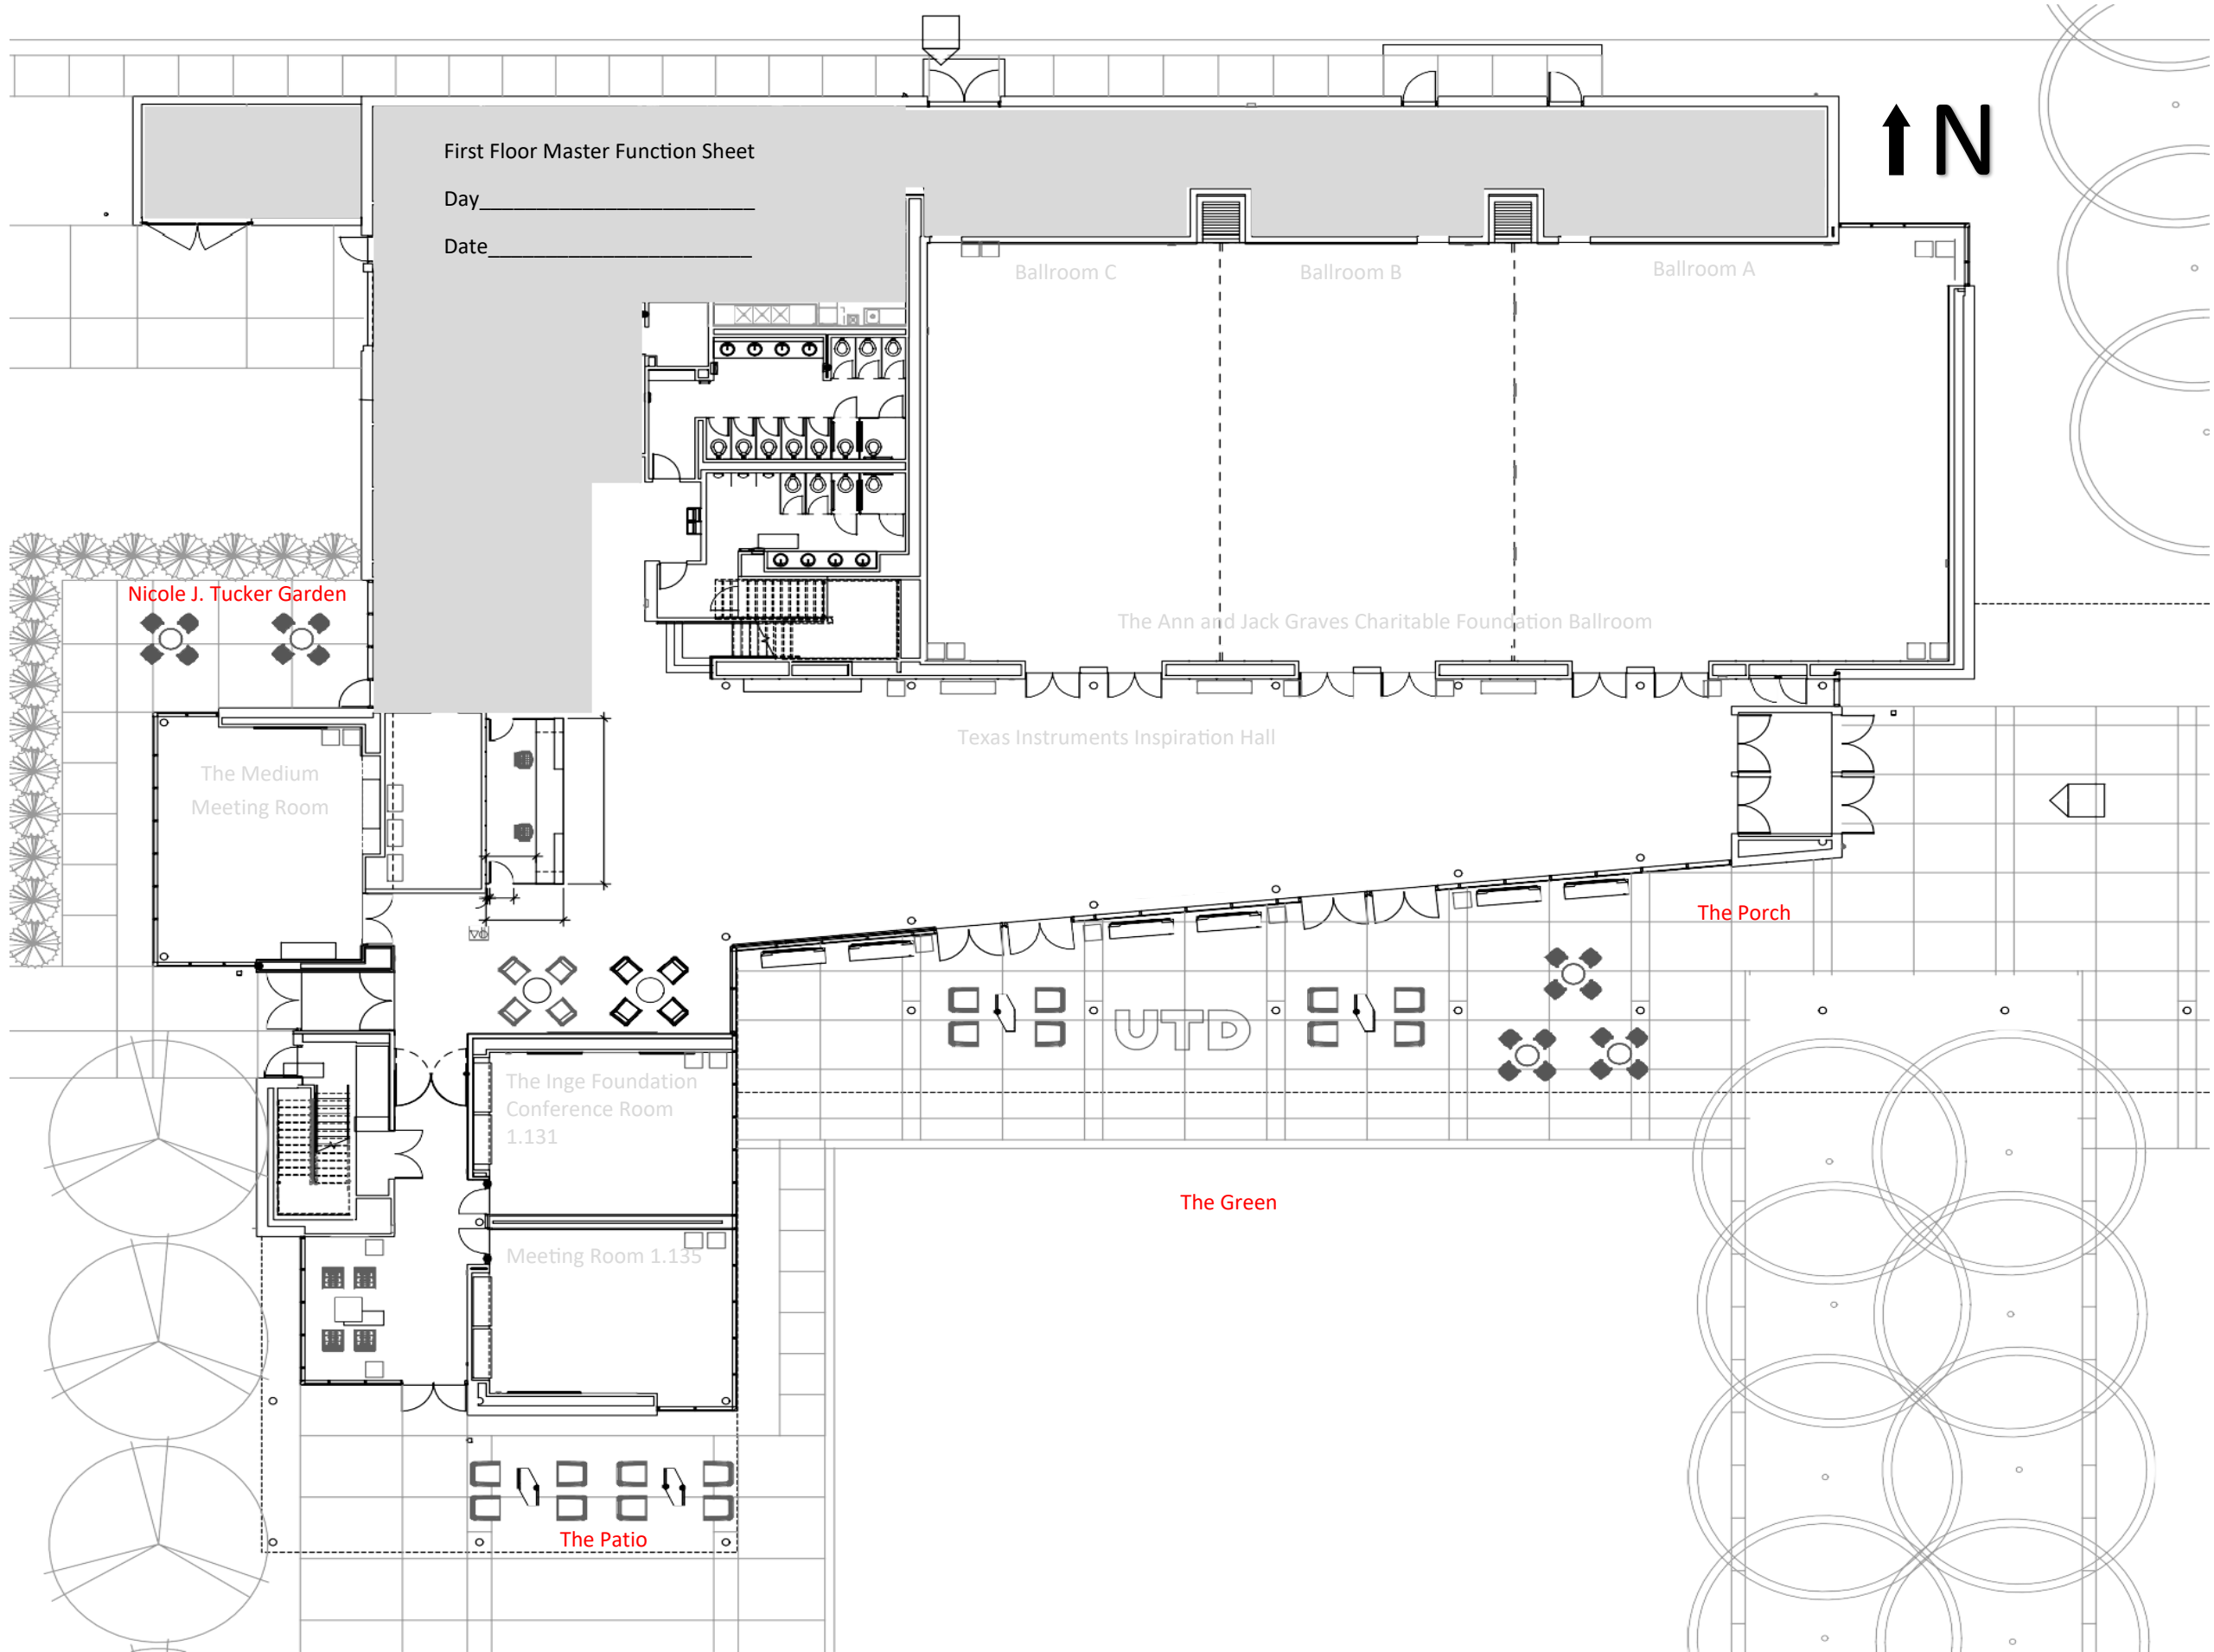 First Floor Master Function Sheet
N
Day________________________
Date_______________________
Ballroom C
Ballroom B
Ballroom A
Nicole J. Tucker Garden
The Ann and Jack Graves Charitable Foundation Ballroom
Texas Instruments Inspiration Hall
The Medium
Meeting Room
The Porch
UTD
The Inge Foundation
Conference Room
1.131
The Green
Meeting Room 1.135
The Patio